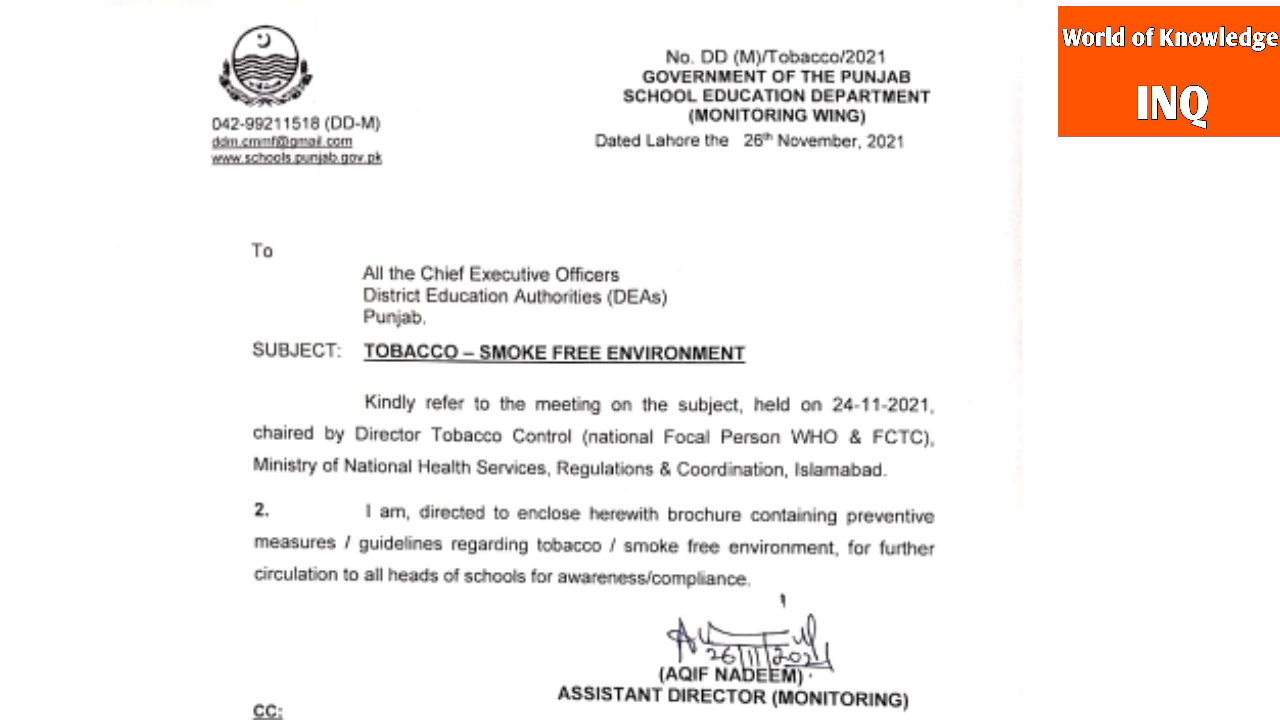 No. DD (M)/Tobacco/2021
GOVERNMENT OF THE PUNJAB
SCHOOL EDUCATION DEPARTMENT
(MONITORING WING)
Dated Lahore the 26th November, 2021
042-99211518 (DD-M)
ddm.cmmf@gmail.com
www.schools.punjab.gov.pk
World of Knowledge
INQ
To
All the Chief Executive Officers
District Education Authorities (DEAs)
Punjab.
SUBJECT: TOBACCO – SMOKE FREE ENVIRONMENT
Kindly refer to the meeting on the subject, held on 24-11-2021,
chaired by Director Tobacco Control (national Focal Person WHO & FCTC),
Ministry of National Health Services, Regulations & Coordination, Islamabad.
2. I am, directed to enclose herewith brochure containing preventive
measures / guidelines regarding tobacco / smoke free environment, for further
circulation to all heads of schools for awareness/compliance.
26/11/2021
(AQIF NADEEM)
ASSISTANT DIRECTOR (MONITORING)
CC: